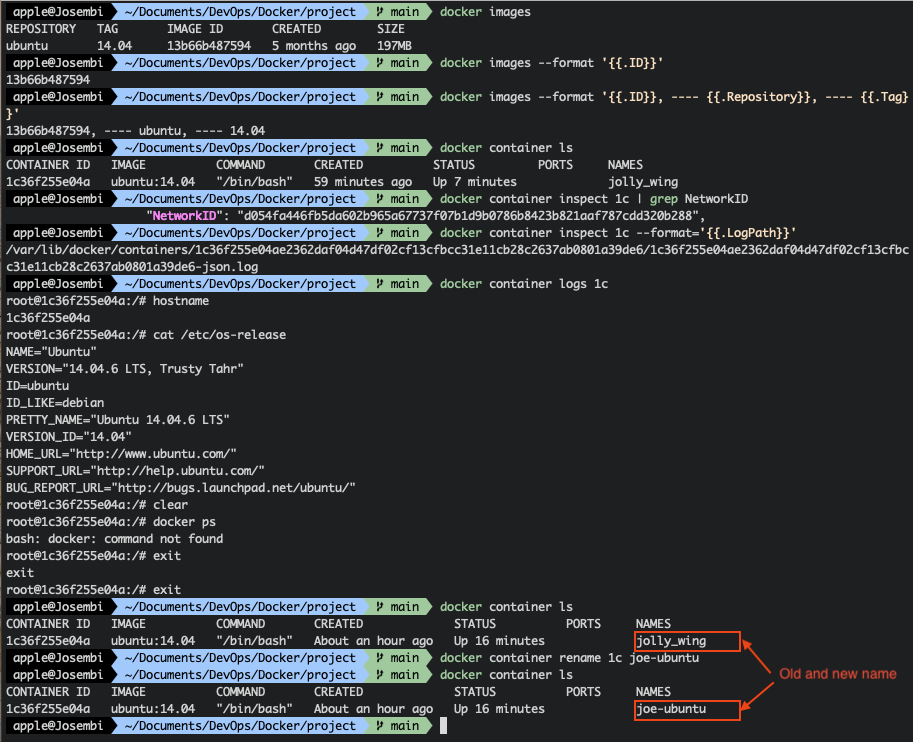 apple@Josembi ~/Documents/DevOps/Docker/project main docker images
REPOSITORY TAG IMAGE ID CREATED SIZE
ubuntu 14.04 13b66b487594 5 months ago 197MB
apple@Josembi ~/Documents/DevOps/Docker/project main docker images --format '{{.ID}}'
13b66b487594
apple@Josembi ~/Documents/DevOps/Docker/project main docker images --format '{{.ID}}, ---- {{.Repository}}, ---- {{.Tag}
}'
13b66b487594, ---- ubuntu, ---- 14.04
apple@Josembi ~/Documents/DevOps/Docker/project main docker container ls
CONTAINER ID IMAGE COMMAND CREATED STATUS PORTS NAMES
1c36f255e04a ubuntu:14.04 "/bin/bash" 59 minutes ago Up 7 minutes jolly_wing
apple@Josembi ~/Documents/DevOps/Docker/project main docker container inspect 1c | grep NetworkID
"NetworkID": "d054fa446fb5da602b965a67737f07b1d9b0786b8423b821aaf787cdd320b288",
apple@Josembi ~/Documents/DevOps/Docker/project main docker container inspect 1c --format='{{.LogPath}}'
/var/lib/docker/containers/1c36f255e04ae2362daf04d47df02cf13cfbcc31e11cb28c2637ab0801a39de6/1c36f255e04ae2362daf04d47df02cf13cfbc
c31e11cb28c2637ab0801a39de6-json.log
apple@Josembi ~/Documents/DevOps/Docker/project main docker container logs 1c
root@1c36f255e04a:/# hostname
1c36f255e04a
root@1c36f255e04a:/# cat /etc/os-release
NAME="Ubuntu"
VERSION="14.04.6 LTS, Trusty Tahr"
ID=ubuntu
ID_LIKE=debian
PRETTY_NAME="Ubuntu 14.04.6 LTS"
VERSION_ID="14.04"
HOME_URL="http://www.ubuntu.com/"
SUPPORT_URL="http://help.ubuntu.com/"
BUG_REPORT_URL="http://bugs.launchpad.net/ubuntu/"
root@1c36f255e04a:/# clear
root@1c36f255e04a:/# docker ps
bash: docker: command not found
root@1c36f255e04a:/# exit
exit
root@1c36f255e04a:/# exit
apple@Josembi ~/Documents/DevOps/Docker/project main docker container ls
CONTAINER ID IMAGE COMMAND CREATED STATUS PORTS NAMES
1c36f255e04a ubuntu:14.04 "/bin/bash" About an hour ago Up 16 minutes jolly_wing
apple@Josembi ~/Documents/DevOps/Docker/project main docker container rename 1c joe-ubuntu
apple@Josembi ~/Documents/DevOps/Docker/project main docker container ls
Old and new name
CONTAINER ID IMAGE COMMAND CREATED STATUS PORTS NAMES
1c36f255e04a ubuntu:14.04 "/bin/bash" About an hour ago Up 16 minutes joe-ubuntu
apple@Josembi ~/Documents/DevOps/Docker/project main